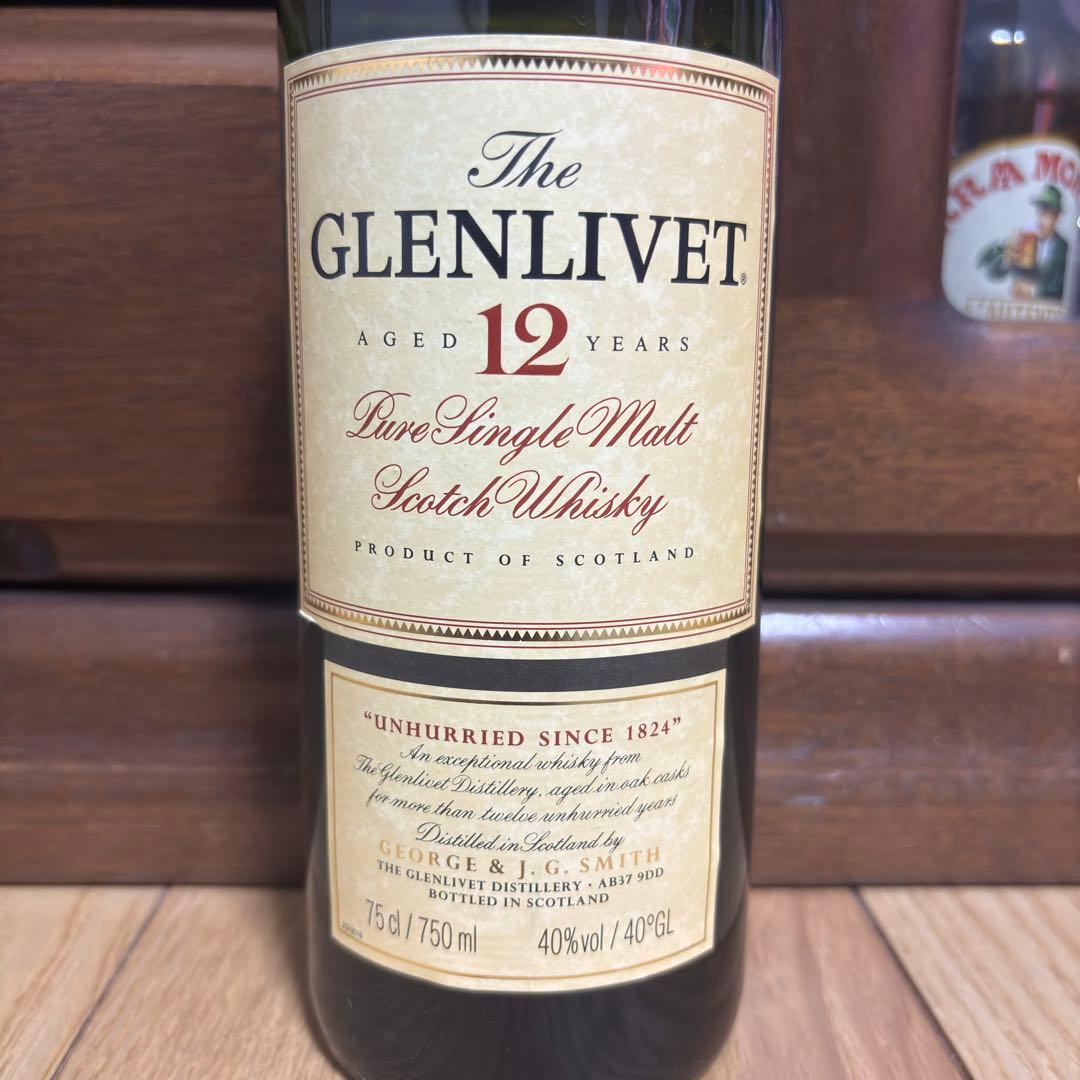 The
GLENLIVET®
AGED 12 YEARS
Pure Single Malt
Scotch Whisky
PRODUCT OF SCOTLAND
"UNHURRIED SINCE 1824"
An exceptional whisky from
The Glenlivet Distillery, aged in oak casks
for more than twelve unhurried years
Distilled in Scotland by
GEORGE & J. G. SMITH
THE GLENLIVET DISTILLERY · AB37 9DD
BOTTLED IN SCOTLAND
75 cl / 750 ml 40%vol / 40ºGL